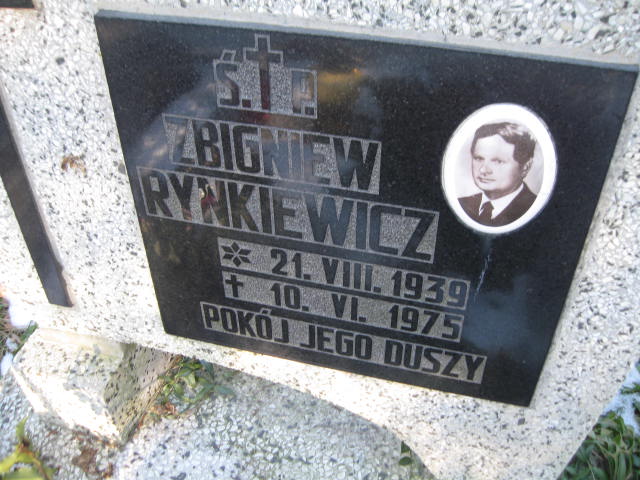 Ś. † P.
ZBIGNIEW
RYNKIEWICZ
* 21. VIII. 1939
† 10. VI. 1975
POKÓJ JEGO DUSZY